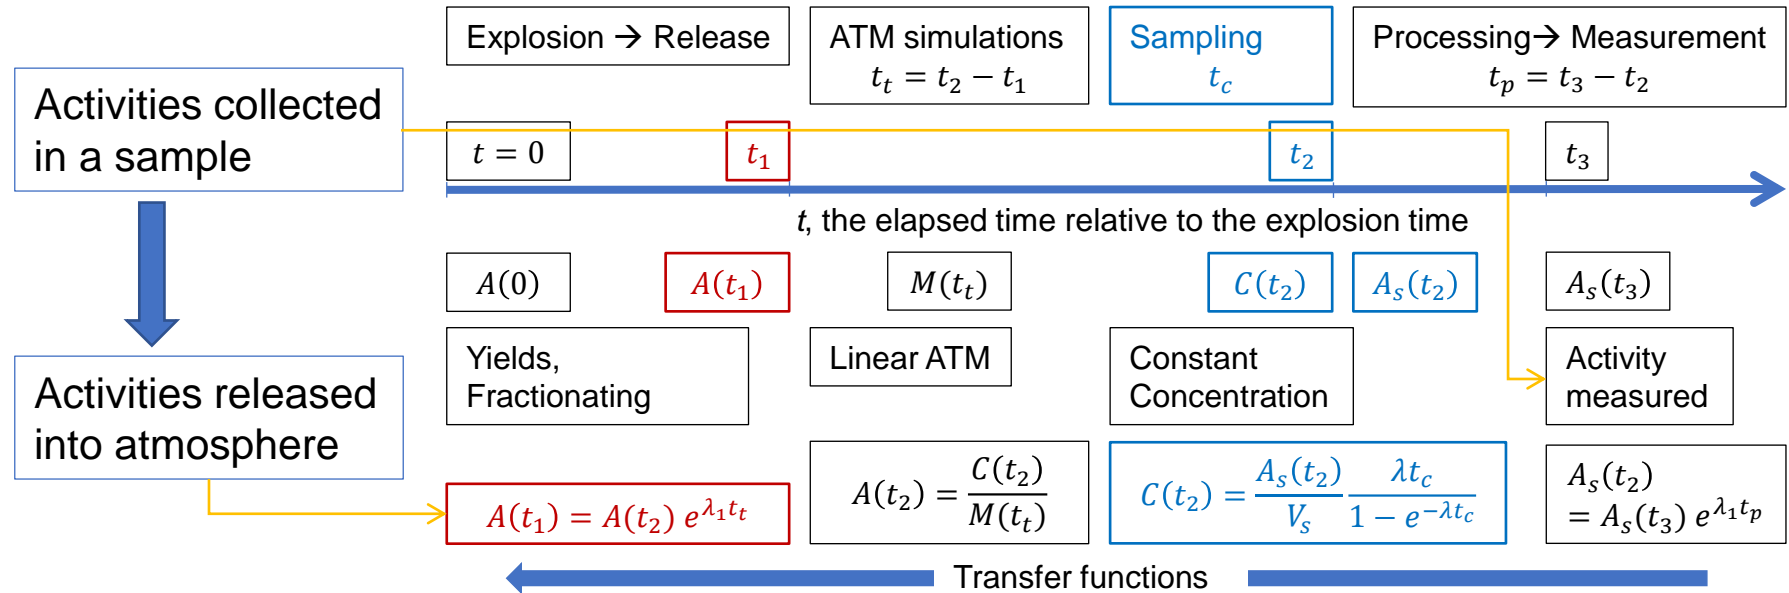 Explosion → Release
ATM simulations
t_t = t_2 − t_1
Sampling
t_c
Processing→ Measurement
t_p = t_3 − t_2
Activities collected
in a sample
t = 0
t_1
t_2
t_3
t, the elapsed time relative to the explosion time
A(0)
A(t_1)
M(t_t)
C(t_2)
A_s(t_2)
A_s(t_3)
Activities released
into atmosphere
Yields,
Fractionating
Linear ATM
Constant
Concentration
Activity
measured
A(t_1) = A(t_2) e^{λ_1 t_t}
A(t_2) = C(t_2) / M(t_t)
C(t_2) = A_s(t_2) / V_s λt_c / (1 − e^{−λt_c})
A_s(t_2)
= A_s(t_3) e^{λ_1 t_p}
Transfer functions